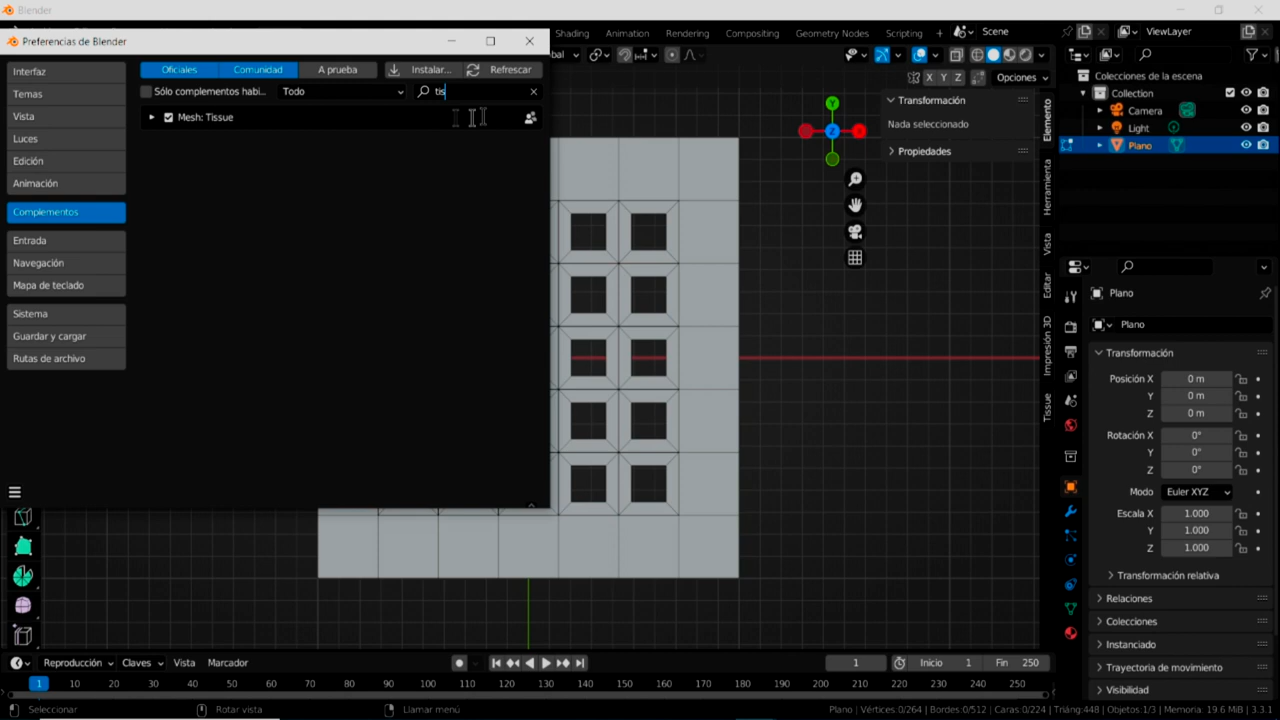 Blender
Preferencias de Blender
Shading
Animation
Rendering
Compositing
Geometry Nodes
Scripting
+
Scene
ViewLayer
Interfaz
Temas
Vista
Luces
Edición
Animación
Complementos
Entrada
Navegación
Mapa de teclado
Sistema
Guardar y cargar
Rutas de archivo
Oficiales
Comunidad
A prueba
Instalar...
Refrescar
Sólo complementos habi...
Todo
tis
Mesh: Tissue
bal
X Y Z
Opciones
Transformación
Nada seleccionado
Propiedades
Y
X
Z
Elemento
Herramienta
Vista
Editar
Impresión 3D
Tissue
Colecciones de la escena
Collection
Camera
Light
Plano
Plano
Plano
Transformación
Posición X 0 m
Y 0 m
Z 0 m
Rotación X 0°
Y 0°
Z 0°
Modo Euler XYZ
Escala X 1.000
Y 1.000
Z 1.000
Transformación relativa
Relaciones
Colecciones
Instanciado
Trayectoria de movimiento
Visibilidad
Reproducción
Claves
Vista
Marcador
1
Inicio 1
Fin 250
1 10 20 30 40 50 60 70 80 90 100 110 120 130 140 150 160 170 180 190 200 210 220 230 240 250
Seleccionar
Rotar vista
Llamar menú
Plano | Vértices:0/264 | Bordes:0/512 | Caras:0/224 | Triáng:448 | Objetos:1/3 | Memoria: 19.6 MiB | 3.3.1